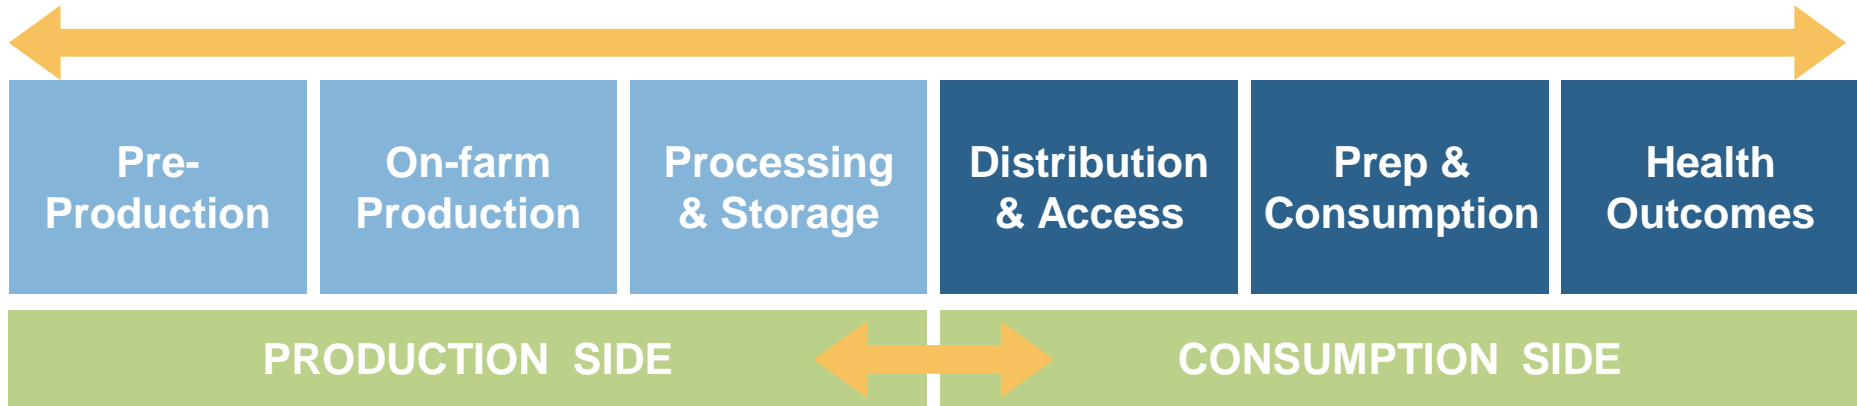 Pre-
Production
On-farm
Production
Processing
& Storage
Distribution
& Access
Prep &
Consumption
Health
Outcomes
PRODUCTION SIDE
CONSUMPTION SIDE